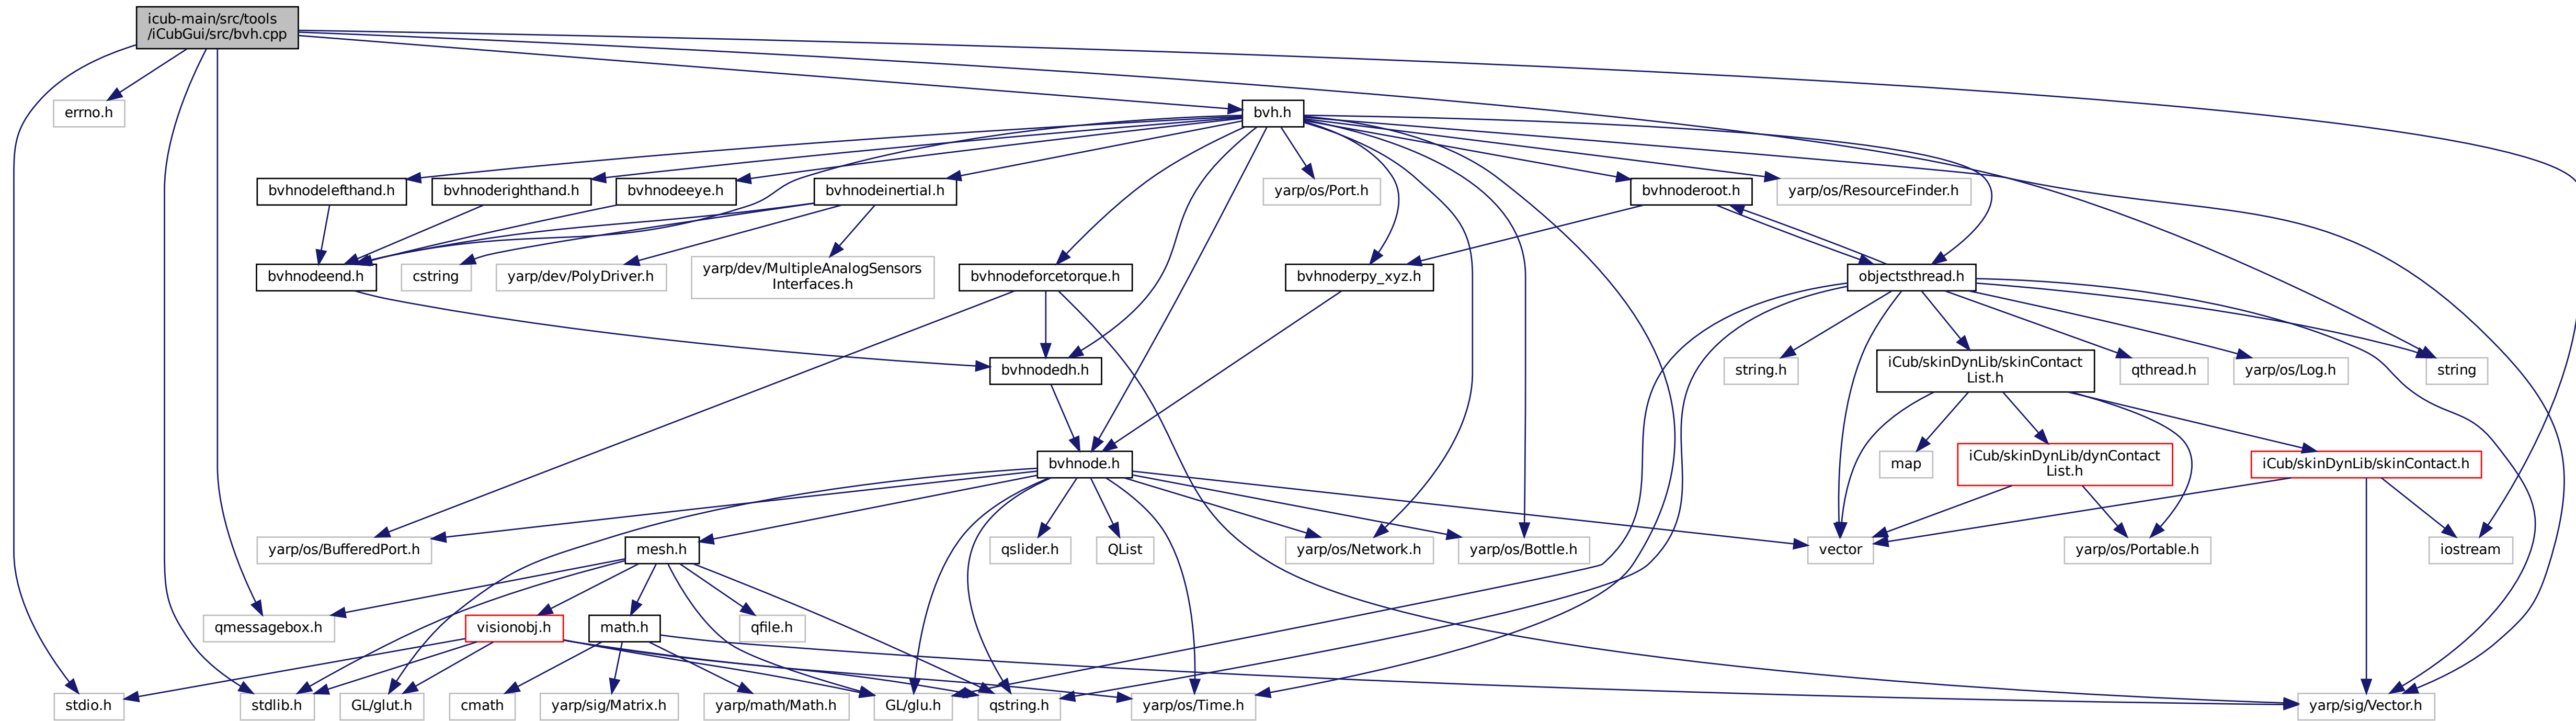 icub-main/src/tools
/iCubGui/src/bvh.cpp
errno.h
bvh.h
bvhnodelefthand.h
bvhnoderighthand.h
bvhnodeeye.h
bvhnodeinertial.h
yarp/os/Port.h
bvhnoderoot.h
yarp/os/ResourceFinder.h
bvhnodeend.h
cstring
yarp/dev/PolyDriver.h
yarp/dev/MultipleAnalogSensors
Interfaces.h
bvhnodeforcetorque.h
bvhnoderpy_xyz.h
objectsthread.h
bvhnodedh.h
string.h
iCub/skinDynLib/skinContact
List.h
qthread.h
yarp/os/Log.h
string
bvhnode.h
map
iCub/skinDynLib/dynContact
List.h
iCub/skinDynLib/skinContact.h
yarp/os/BufferedPort.h
mesh.h
qslider.h
QList
yarp/os/Network.h
yarp/os/Bottle.h
vector
yarp/os/Portable.h
iostream
qmessagebox.h
visionobj.h
math.h
qfile.h
stdio.h
stdlib.h
GL/glut.h
cmath
yarp/sig/Matrix.h
yarp/math/Math.h
GL/glu.h
qstring.h
yarp/os/Time.h
yarp/sig/Vector.h